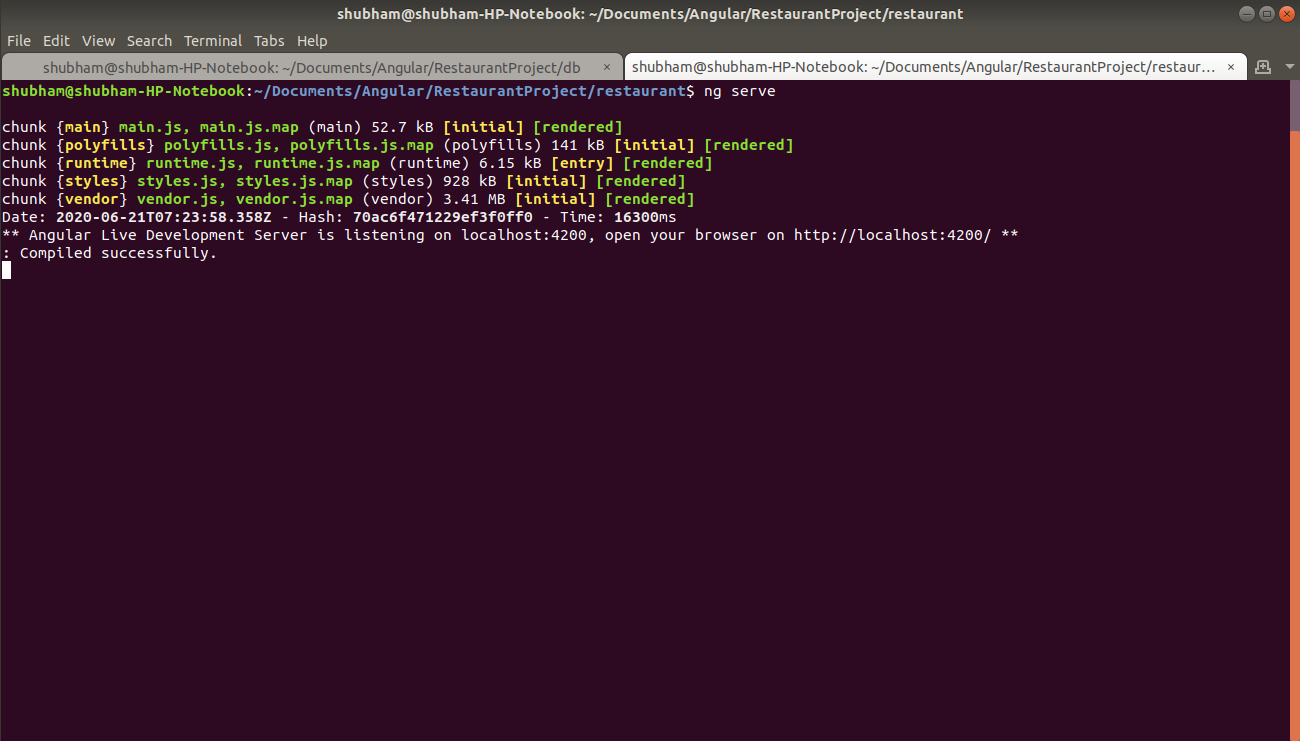 shubham@shubham-HP-Notebook: ~/Documents/Angular/RestaurantProject/restaurant
File Edit View Search Terminal Tabs Help
shubham@shubham-HP-Notebook: ~/Documents/Angular/RestaurantProject/db × shubham@shubham-HP-Notebook: ~/Documents/Angular/RestaurantProject/restaur... ×
shubham@shubham-HP-Notebook:~/Documents/Angular/RestaurantProject/restaurant$ ng serve
chunk {main} main.js, main.js.map (main) 52.7 kB [initial] [rendered]
chunk {polyfills} polyfills.js, polyfills.js.map (polyfills) 141 kB [initial] [rendered]
chunk {runtime} runtime.js, runtime.js.map (runtime) 6.15 kB [entry] [rendered]
chunk {styles} styles.js, styles.js.map (styles) 928 kB [initial] [rendered]
chunk {vendor} vendor.js, vendor.js.map (vendor) 3.41 MB [initial] [rendered]
Date: 2020-06-21T07:23:58.358Z - Hash: 70ac6f471229ef3f0ff0 - Time: 16300ms
** Angular Live Development Server is listening on localhost:4200, open your browser on http://localhost:4200/ **
: Compiled successfully.